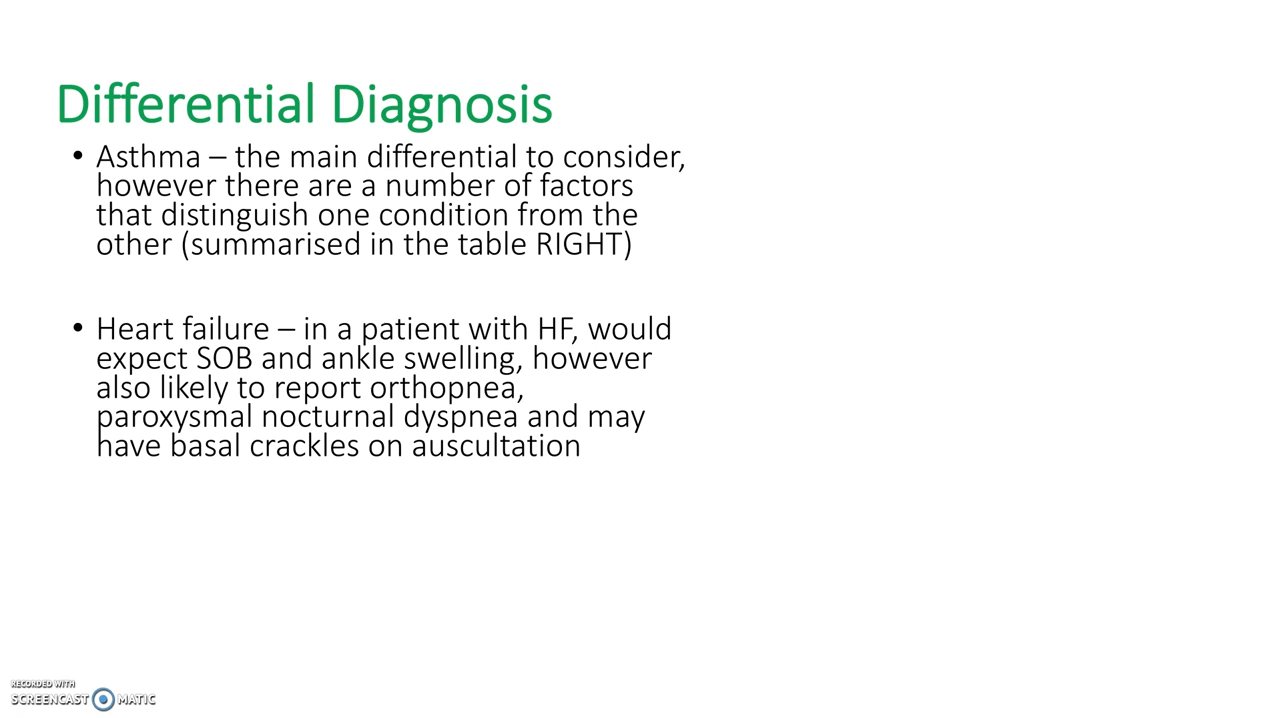 Differential Diagnosis
• Asthma – the main differential to consider,
however there are a number of factors
that distinguish one condition from the
other (summarised in the table RIGHT)
• Heart failure – in a patient with HF, would
expect SOB and ankle swelling, however
also likely to report orthopnea,
paroxysmal nocturnal dyspnea and may
have basal crackles on auscultation
RECORDED WITH
SCREENCAST MATIC